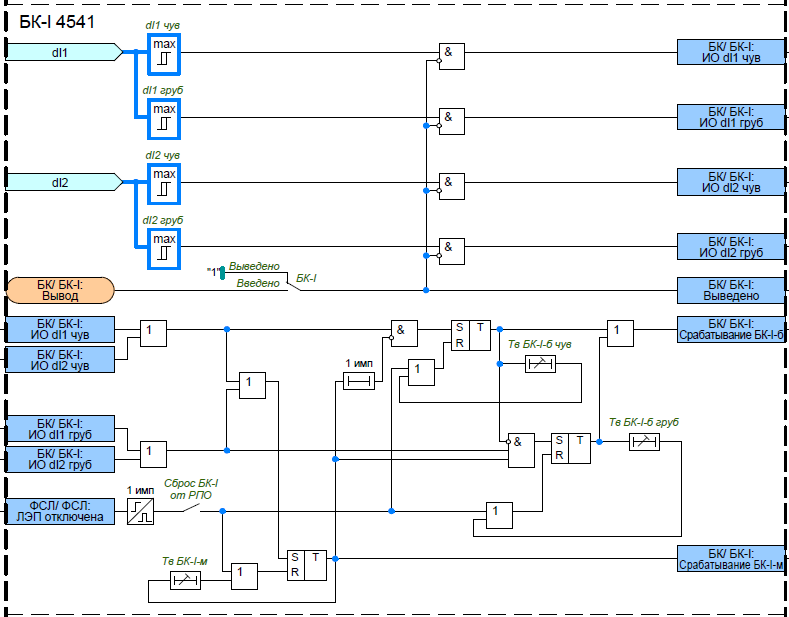 БК-I 4541
dI1 чув
dI1
max
&
БК/ БК-I:
ИО dI1 чув
dI1 груб
max
&
БК/ БК-I:
ИО dI1 груб
dI2 чув
dI2
max
&
БК/ БК-I:
ИО dI2 чув
dI2 груб
max
&
БК/ БК-I:
ИО dI2 груб
БК/ БК-I:
Вывод
"1"
Выведено
Введено
БК-I
БК/ БК-I:
Выведено
БК/ БК-I:
ИО dI1 чув
1
&
S T
R
1
БК/ БК-I:
Срабатывание БК-I-б
БК/ БК-I:
ИО dI2 чув
1
1 имп
1
Тв БК-I-б чув
БК/ БК-I:
ИО dI1 груб
БК/ БК-I:
ИО dI2 груб
1
&
S T
R
Тв БК-I-б груб
ФСЛ/ ФСЛ:
ЛЭП отключена
1 имп
Сброс БК-I
от РПО
1
Тв БК-I-м
1
S T
R
БК/ БК-I:
Срабатывание БК-I-м